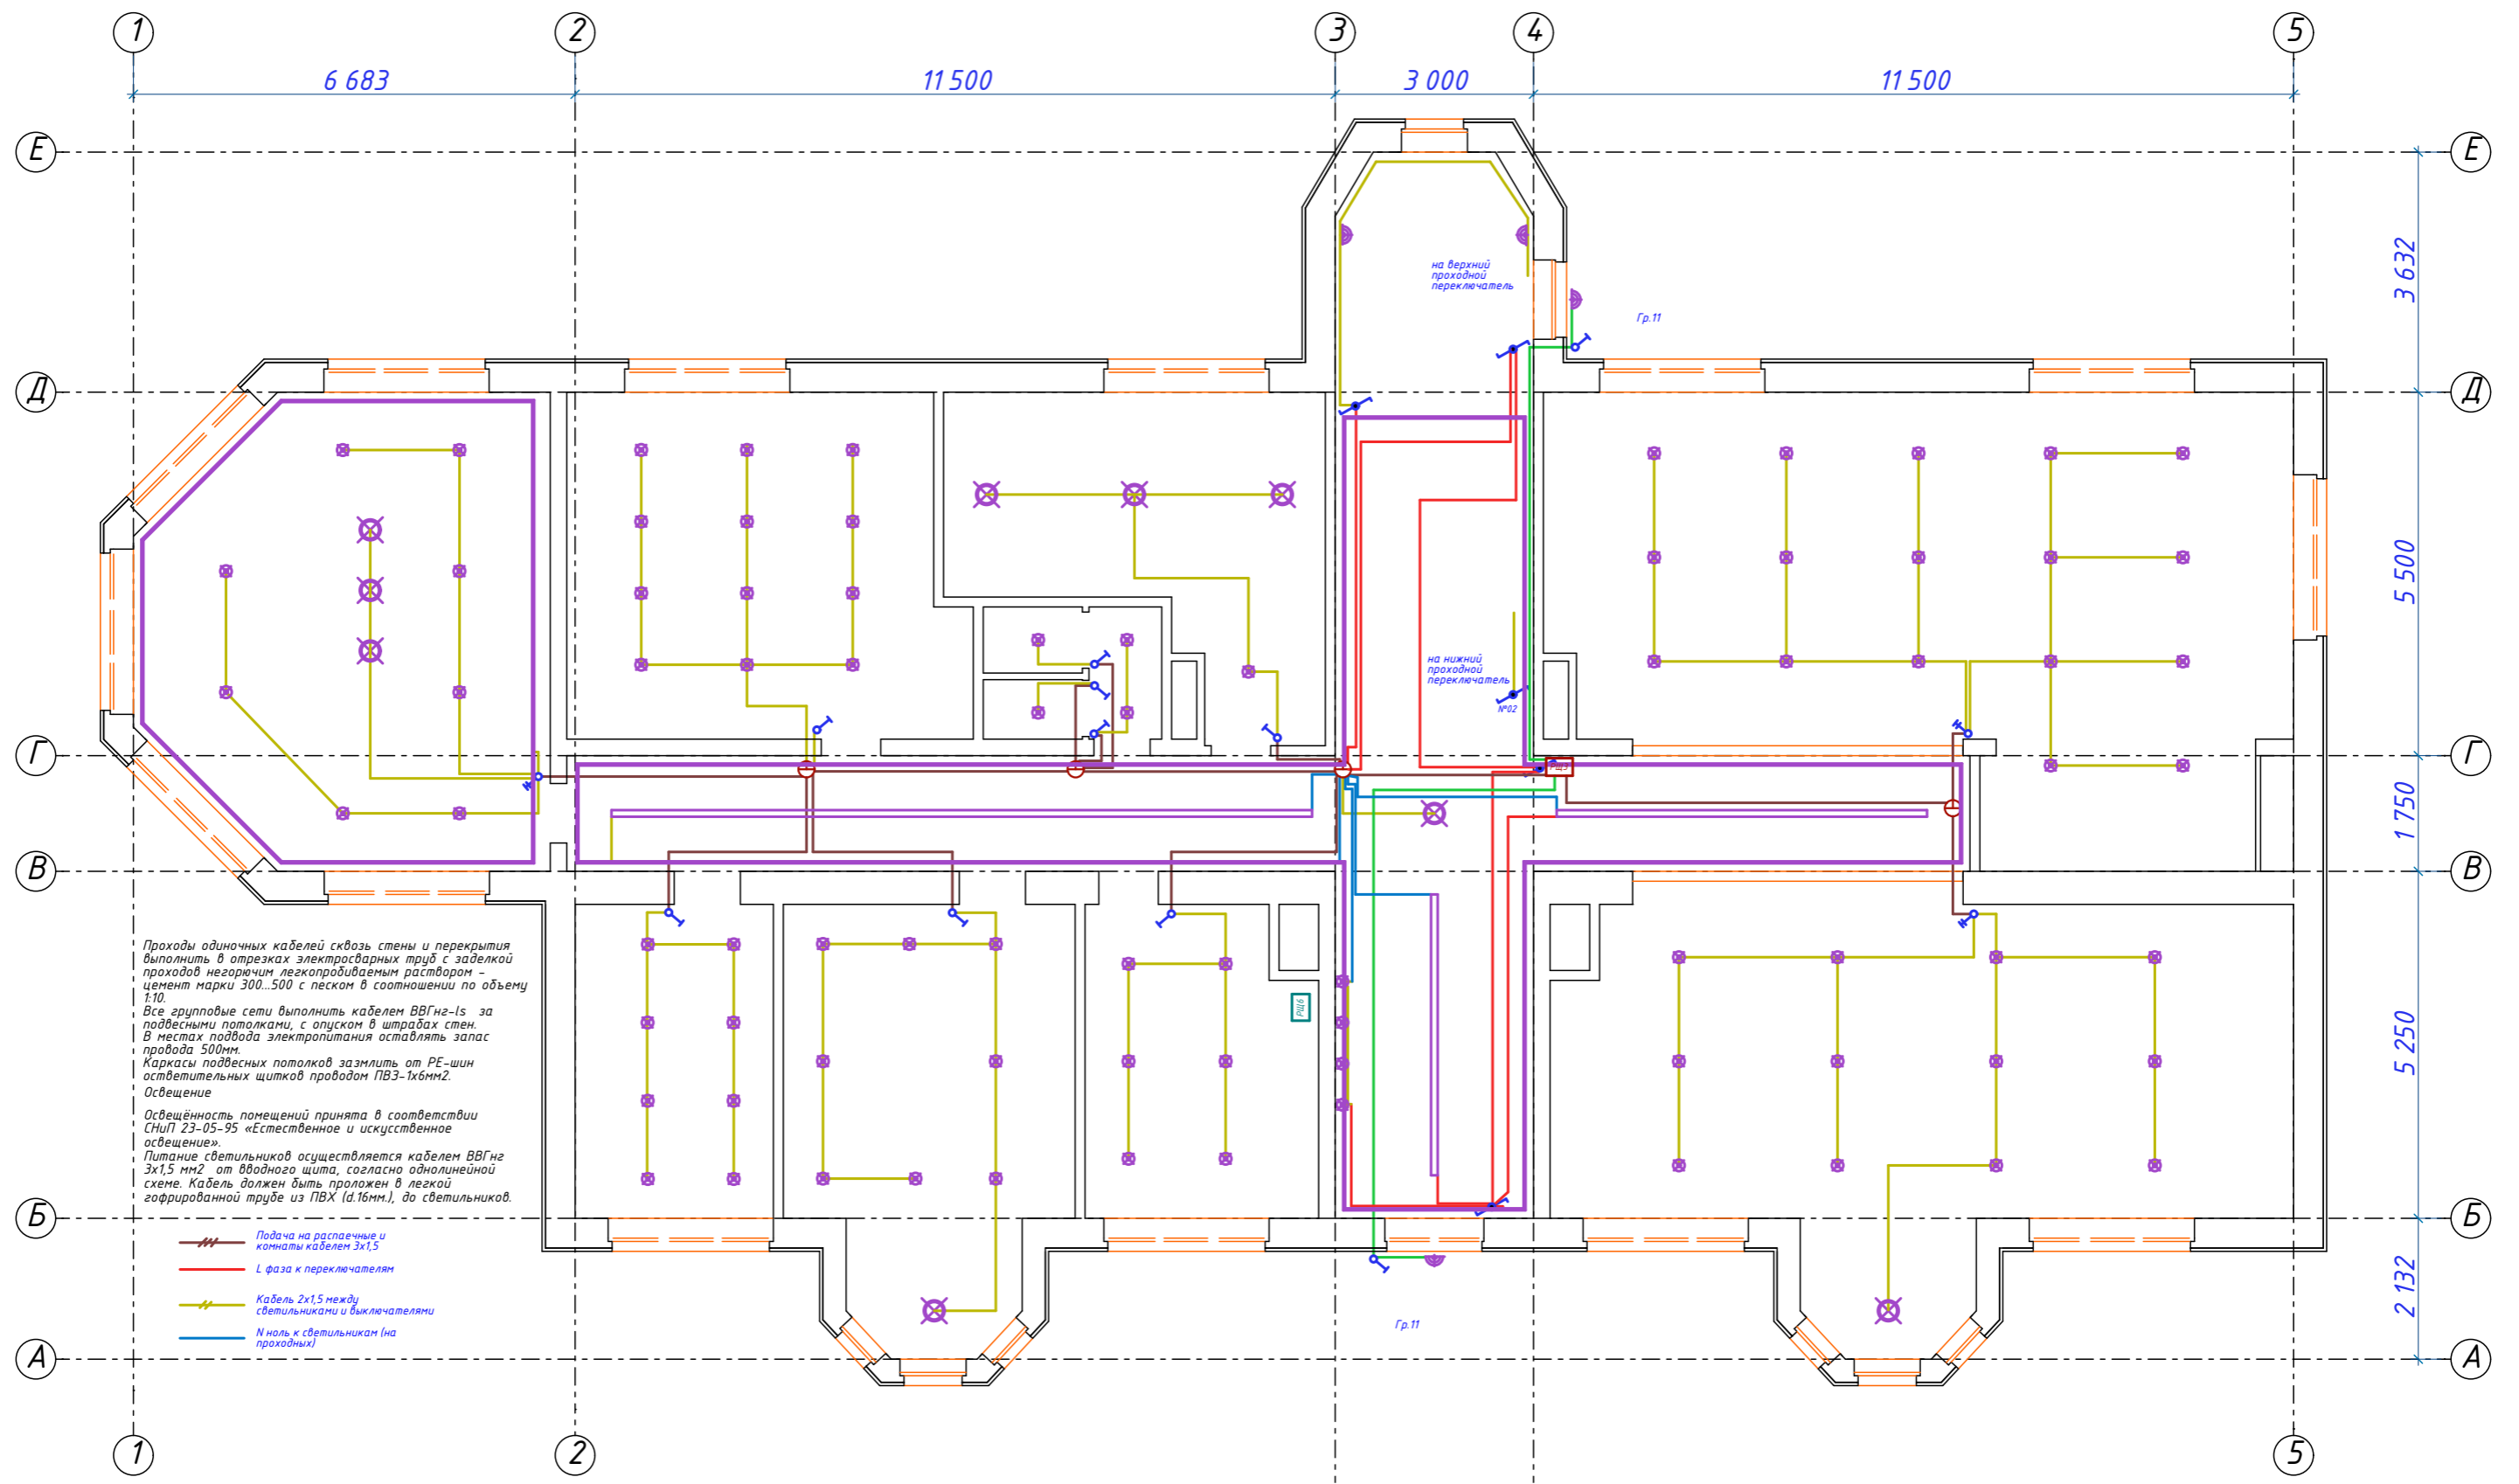 1
2
3
4
5
6 683
11 500
3 000
11 500
Е
Е
3 632
на верхний
проходной
переключатель
Гр.11
Д
Д
5 500
на нижний
проходной
переключатель
№02
Г
РЩ5
Г
1 750
В
В
Проходы одиночных кабелей сквозь стены и перекрытия
выполнить в отрезках электросварных труб с заделкой
проходов негорючим легкопробиваемым раствором -
цемент марки 300...500 с песком в соотношении по объему
1:10.
Все групповые сети выполнить кабелем ВВГнг-ls за
подвесными потолками, с опуском в штрабах стен.
В местах подвода электропитания оставлять запас
провода 500мм.
Каркасы подвесных потолков зазмлить от РЕ-шин
остветительных щитков проводом ПВ3-1х6мм2.
Освещение
Освещённость помещений принята в соответствии
СНиП 23-05-95 «Естественное и искусственное
освещение».
Питание светильников осуществляется кабелем ВВГнг
3х1,5 мм2 от вводного щита, согласно однолинейной
схеме. Кабель должен быть проложен в легкой
гофрированной трубе из ПВХ (d.16мм.), до светильников.
РЩ6
5 250
Б
Б
Подача на распаечные и
комнаты кабелем 3х1,5
L фаза к переключателям
Кабель 2х1,5 между
светильниками и выключателями
N ноль к светильникам (на
проходных)
2 132
Гр.11
А
А
1
2
5